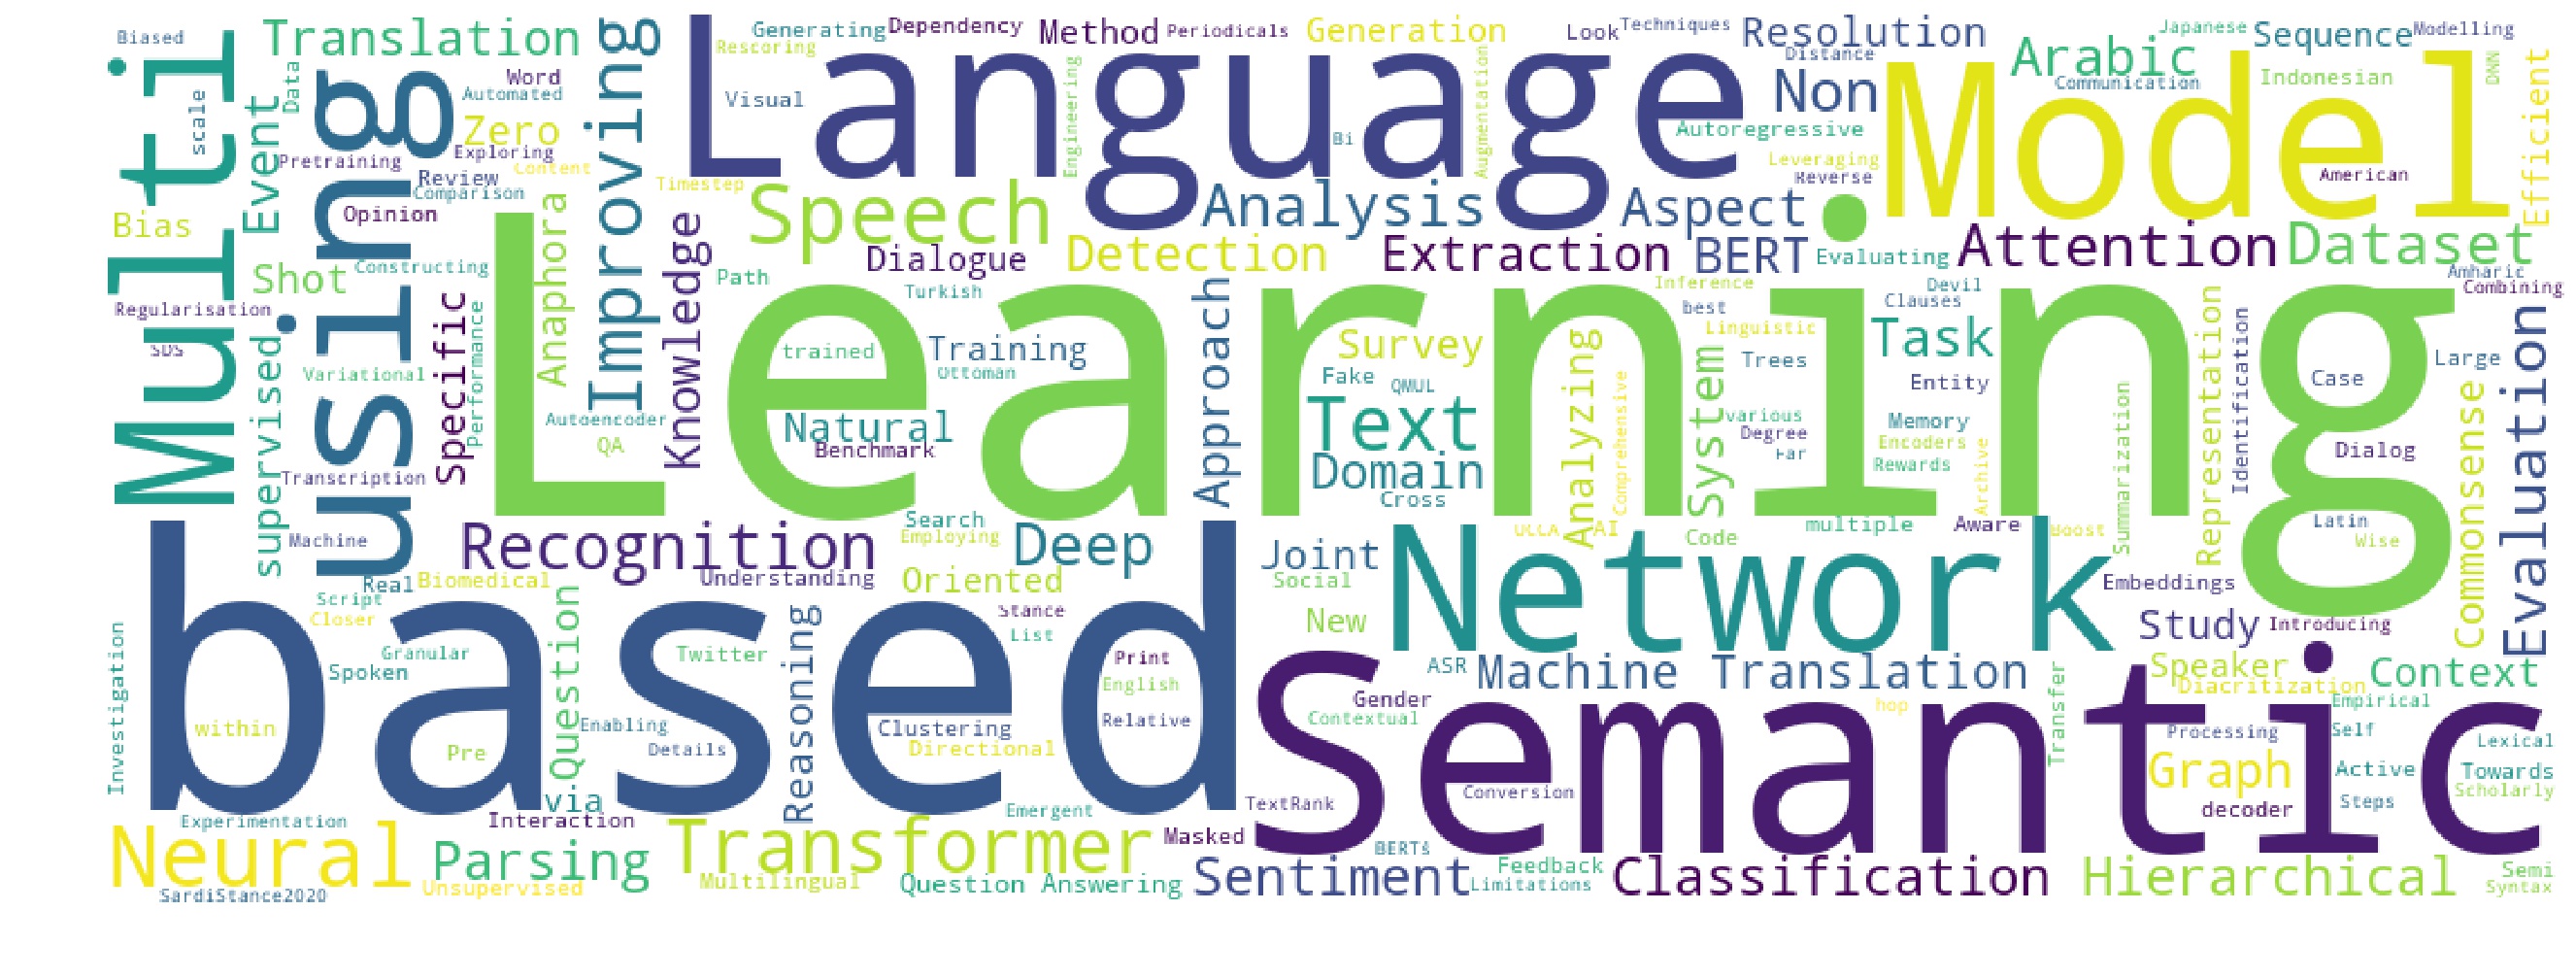 Biased
Translation
Generating
Dependency
Method
Periodicals
Generation
Look
Techniques
Resolution
Japanese
Sequence
Modelling
Rescoring
Distance
Arabic
Multi
scale
Data
Word
Automated
using
Improving
Language
Visual
Engineering
Bi
Augmentation
Non
Communication
Indonesian
DNN
Efficient
Model
Event
Zero
Exploring
Pretraining
Content
Autoregressive
Leveraging
Reverse
American
Review
Comparison
Timestep
Bias
Opinion
Speech
Analysis
Aspect
Anaphora
Knowledge
Dialogue
Detection
Extraction
BERT
Evaluating
Attention
Dataset
Shot
Constructing
Path
Turkish
Inference
Devil
Amharic
Combining
Regularisation
Clauses
best
Linguistic
SDS
supervised
Variational
Specific
Performance
Learning
trained
Training
Ottoman
Approach
Survey
Fake
QMUL
Analyzing
Comprehensive
System
Trees
Task
Entity
Representation
Identification
Case
Large
Evaluation
Autoencoder
QA
Natural
Benchmark
Text
various
Degree
Far
Memory
Encoders
Rewards
Archive
Summarization
Dialog
Commonsense
Transcription
Domain
Cross
Machine
Recognition
Search
Employing
Deep
UCCA
AI
Code
multiple
Aware
Boost
Latin
Wise
Real
Biomedical
Understanding
Oriented
Joint
Social
Network
Embeddings
Script
Closer
Stance
List
New
Study
Introducing
based
Investigation
Granular
Spoken
Question
Twitter
Reasoning
Print
English
Relative
ASR
Machine Translation
Transfer
Speaker
Diacritization
Context
Gender
Contextual
hop
Empirical
within
Pre
Enabling
Details
Clustering
Directional
Semantic
Processing
Self
Lexical
Graph
Active
Towards
Scholarly
via
Conversion
Interaction
Emergent
TextRank
decoder
Steps
Experimentation
Neural
Parsing
Transformer
Masked
BERTs
Feedback
Limitations
SardiStance2020
Unsupervised
Multilingual
Question Answering
Sentiment
Classification
Hierarchical
Semi
Syntax